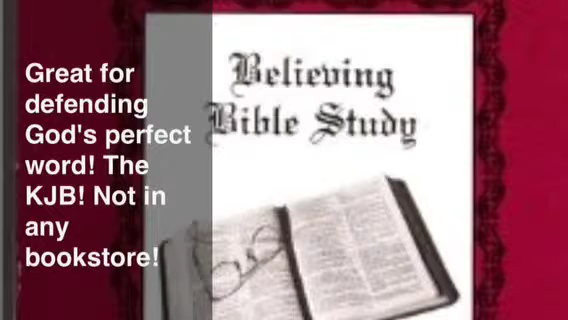 Great for
defending
God's perfect
word! The
KJB! Not in
any
bookstore!
Believing
Bible Study